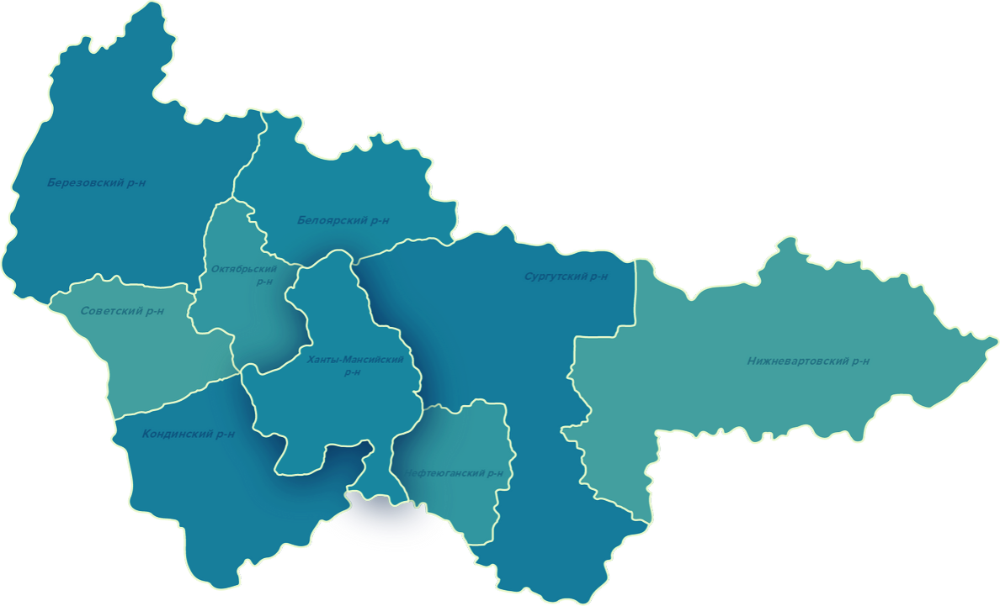 Березовский р-н
Белоярский р-н
Октябрьский
р-н
Сургутский р-н
Советский р-н
Ханты-Мансийский
р-н
Нижневартовский р-н
Кондинский р-н
Нефтеюганский р-н